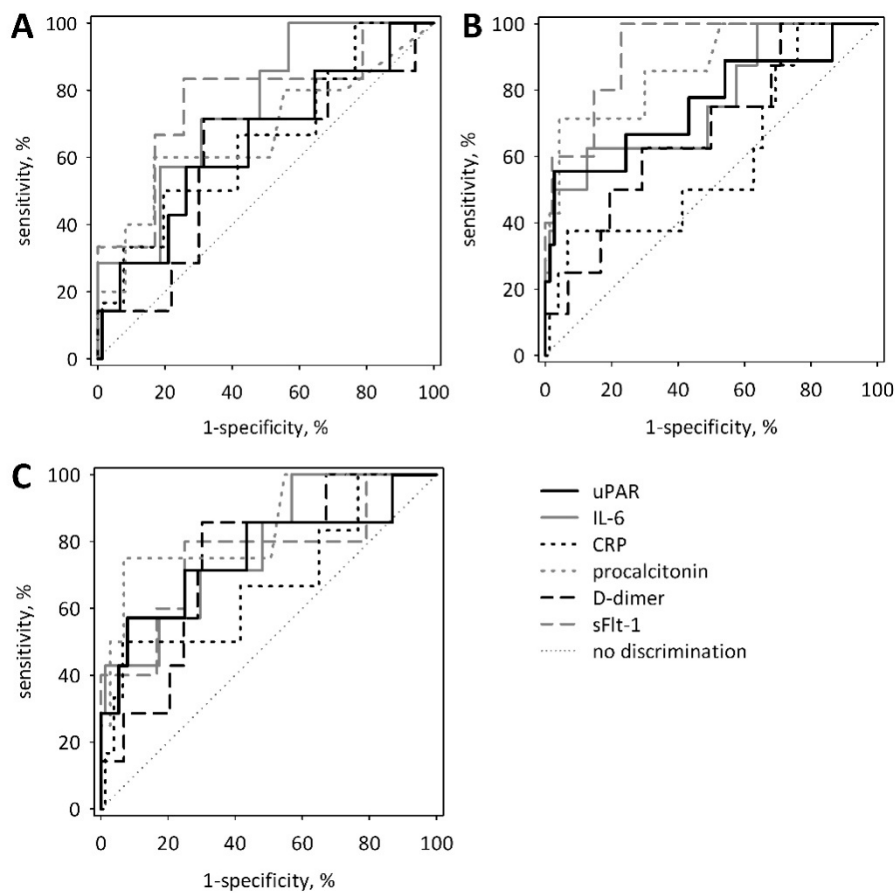 A
100
80
60
40
20
0
sensitivity, %
0 20 40 60 80 100
1-specificity, %
B
100
80
60
40
20
0
sensitivity, %
0 20 40 60 80 100
1-specificity, %
C
100
80
60
40
20
0
sensitivity, %
0 20 40 60 80 100
1-specificity, %
uPAR
IL-6
CRP
procalcitonin
D-dimer
sFlt-1
no discrimination